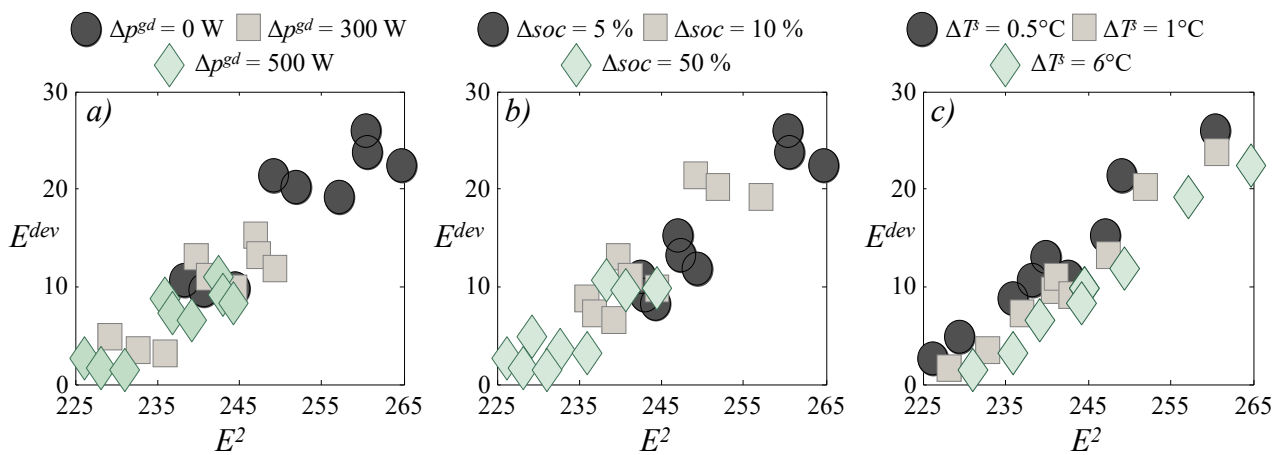 Δp^gd = 0 W Δp^gd = 300 W
Δp^gd = 500 W
Δsoc = 5 % Δsoc = 10 %
Δsoc = 50 %
ΔT^s = 0.5°C ΔT^s = 1°C
ΔT^s = 6°C
a)
30
20
E^dev
10
0
225 235 245 255 265
E^2
b)
30
20
E^dev
10
0
225 235 245 255 265
E^2
c)
30
20
E^dev
10
0
225 235 245 255 265
E^2